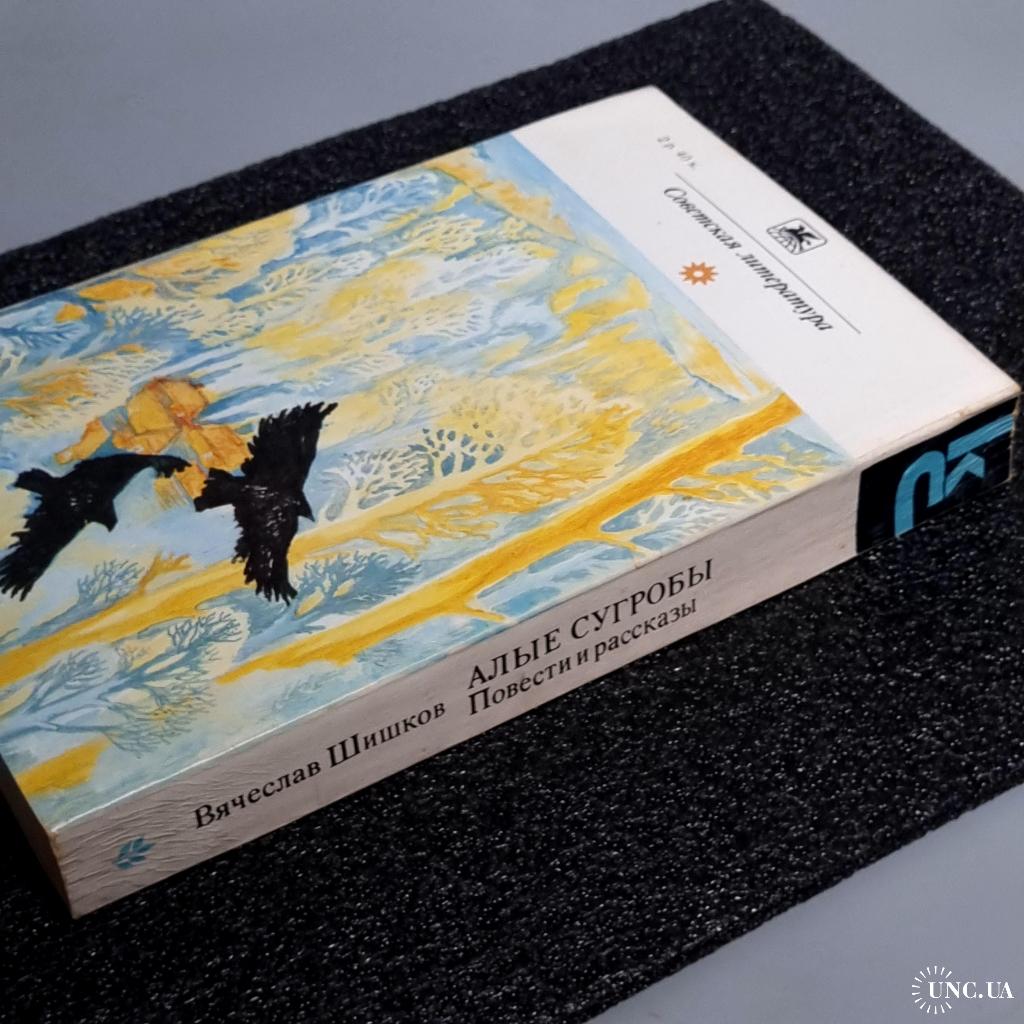 2 р. 40 к.
Советская литература
Вячеслав Шишков
АЛЫЕ СУГРОБЫ
Повести и рассказы
UNC.UA